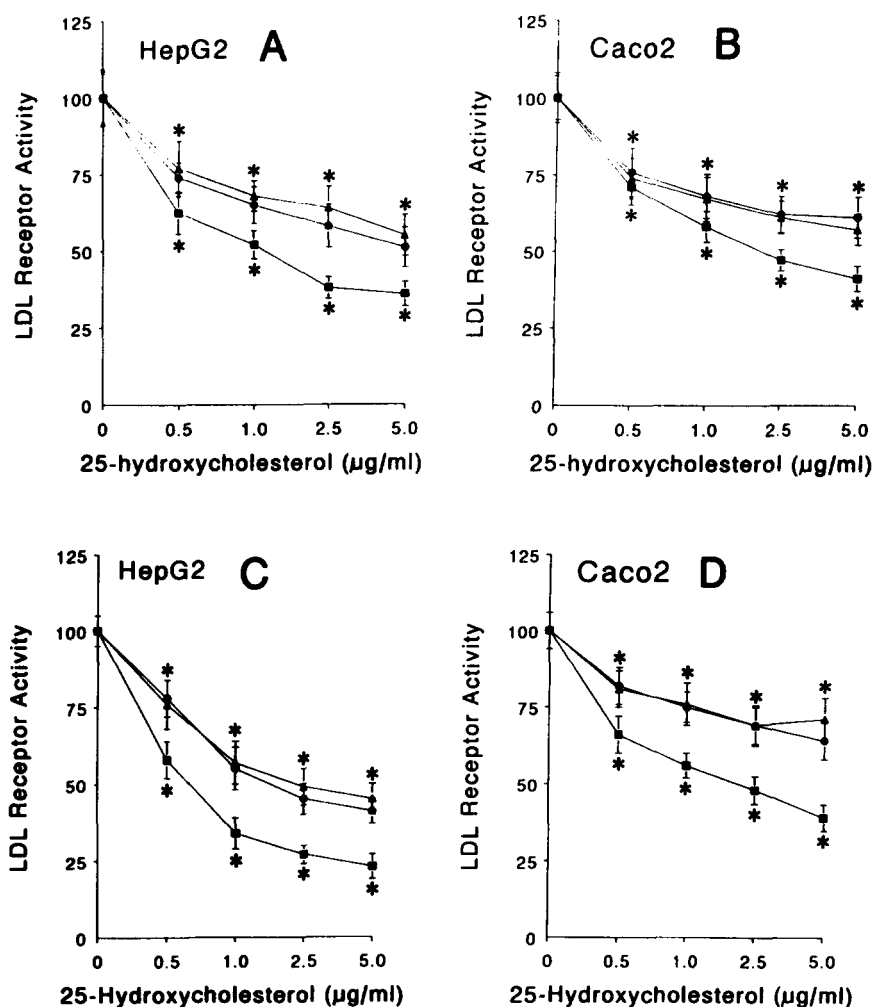 HepG2 A
LDL Receptor Activity
125
100
75
50
25
0
* * * *
* * * *
0 0.5 1.0 2.5 5.0
25-hydroxycholesterol (µg/ml)
Caco2 B
LDL Receptor Activity
125
100
75
50
25
0
* * * *
* * * *
0 0.5 1.0 2.5 5.0
25-hydroxycholesterol (µg/ml)
HepG2 C
LDL Receptor Activity
125
100
75
50
25
0
* * * *
* * * *
0 0.5 1.0 2.5 5.0
25-Hydroxycholesterol (µg/ml)
Caco2 D
LDL Receptor Activity
125
100
75
50
25
0
* * * *
* * * *
0 0.5 1.0 2.5 5.0
25-Hydroxycholesterol (µg/ml)